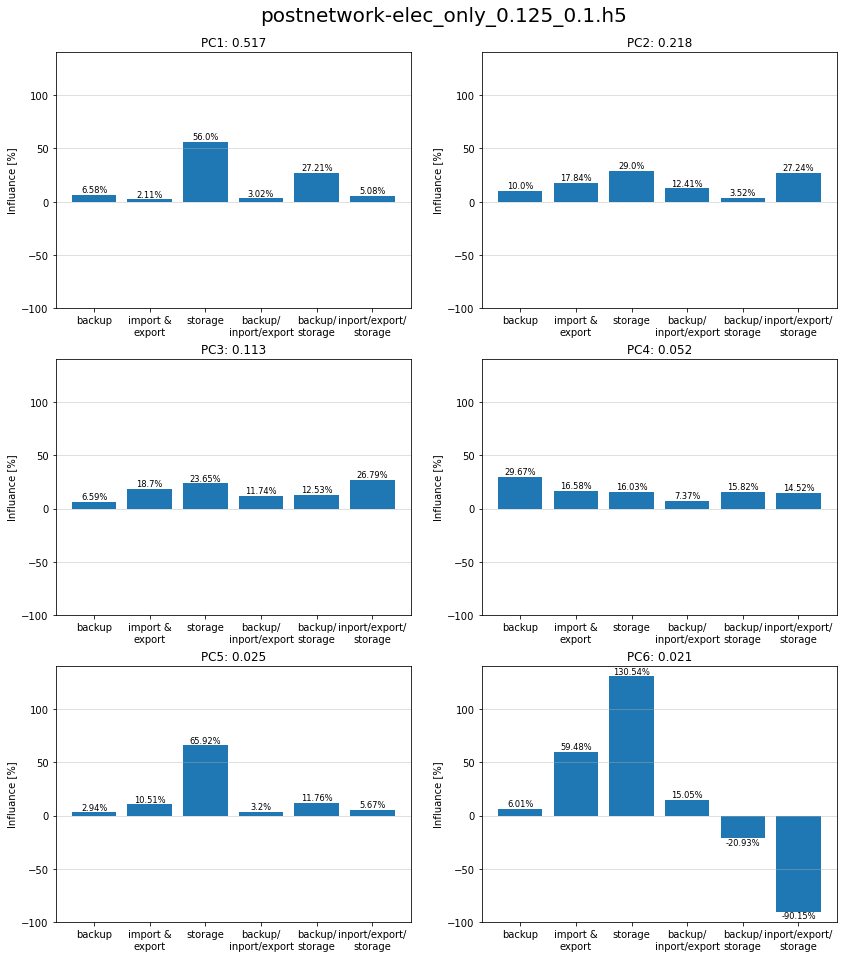 postnetwork-elec_only_0.125_0.1.h5
PC1: 0.517
Influance [%]
100
50
0
−50
−100
6.58%
2.11%
56.0%
3.02%
27.21%
5.08%
backup
import &
export
storage
backup/
inport/export
backup/
storage
inport/export/
storage
PC2: 0.218
Influance [%]
100
50
0
−50
−100
10.0%
17.84%
29.0%
12.41%
3.52%
27.24%
backup
import &
export
storage
backup/
inport/export
backup/
storage
inport/export/
storage
PC3: 0.113
Influance [%]
100
50
0
−50
−100
6.59%
18.7%
23.65%
11.74%
12.53%
26.79%
backup
import &
export
storage
backup/
inport/export
backup/
storage
inport/export/
storage
PC4: 0.052
Influance [%]
100
50
0
−50
−100
29.67%
16.58%
16.03%
7.37%
15.82%
14.52%
backup
import &
export
storage
backup/
inport/export
backup/
storage
inport/export/
storage
PC5: 0.025
Influance [%]
100
50
0
−50
−100
2.94%
10.51%
65.92%
3.2%
11.76%
5.67%
backup
import &
export
storage
backup/
inport/export
backup/
storage
inport/export/
storage
PC6: 0.021
Influance [%]
100
50
0
−50
−100
6.01%
59.48%
130.54%
15.05%
-20.93%
-90.15%
backup
import &
export
storage
backup/
inport/export
backup/
storage
inport/export/
storage